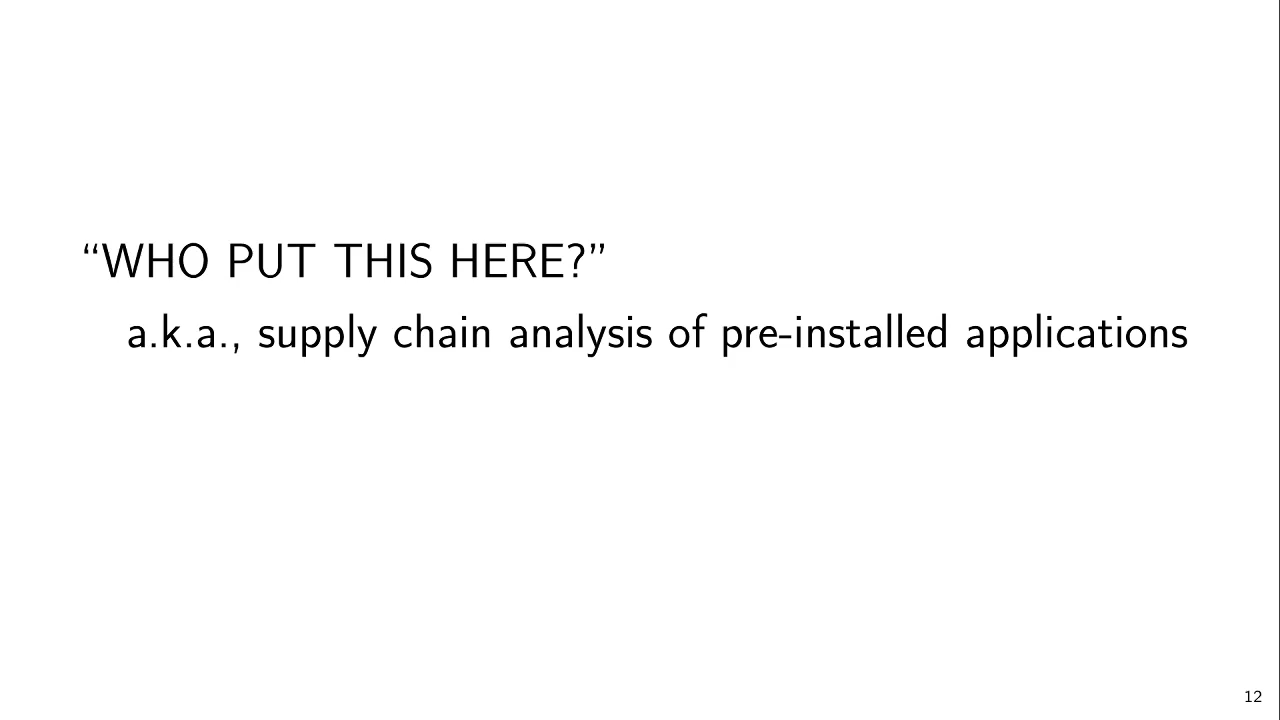 “WHO PUT THIS HERE?”
a.k.a., supply chain analysis of pre-installed applications
12